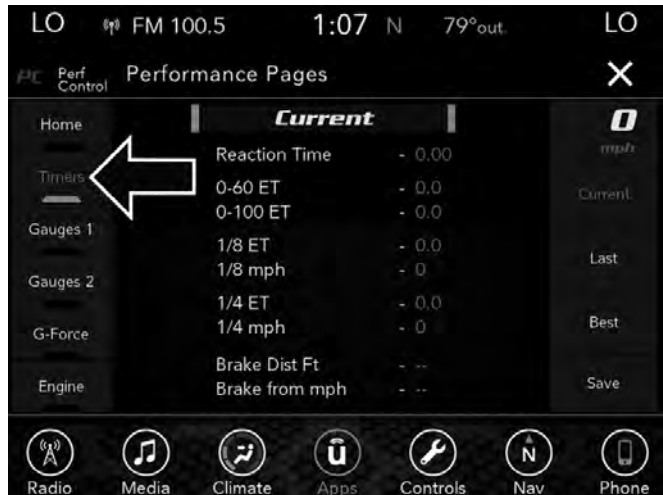 LO FM 100.5 1:07 N 79°out LO
PC Perf Control Performance Pages
Home
Timers
Gauges 1
Gauges 2
G-Force
Engine
Current
Reaction Time - 0.00
0-60 ET - 0.0
0-100 ET - 0.0
1/8 ET - 0.0
1/8 mph - 0
1/4 ET - 0.0
1/4 mph - 0
Brake Dist Ft - --
Brake from mph - --
0
mph
Current
Last
Best
Save
Radio Media Climate Apps Controls Nav Phone